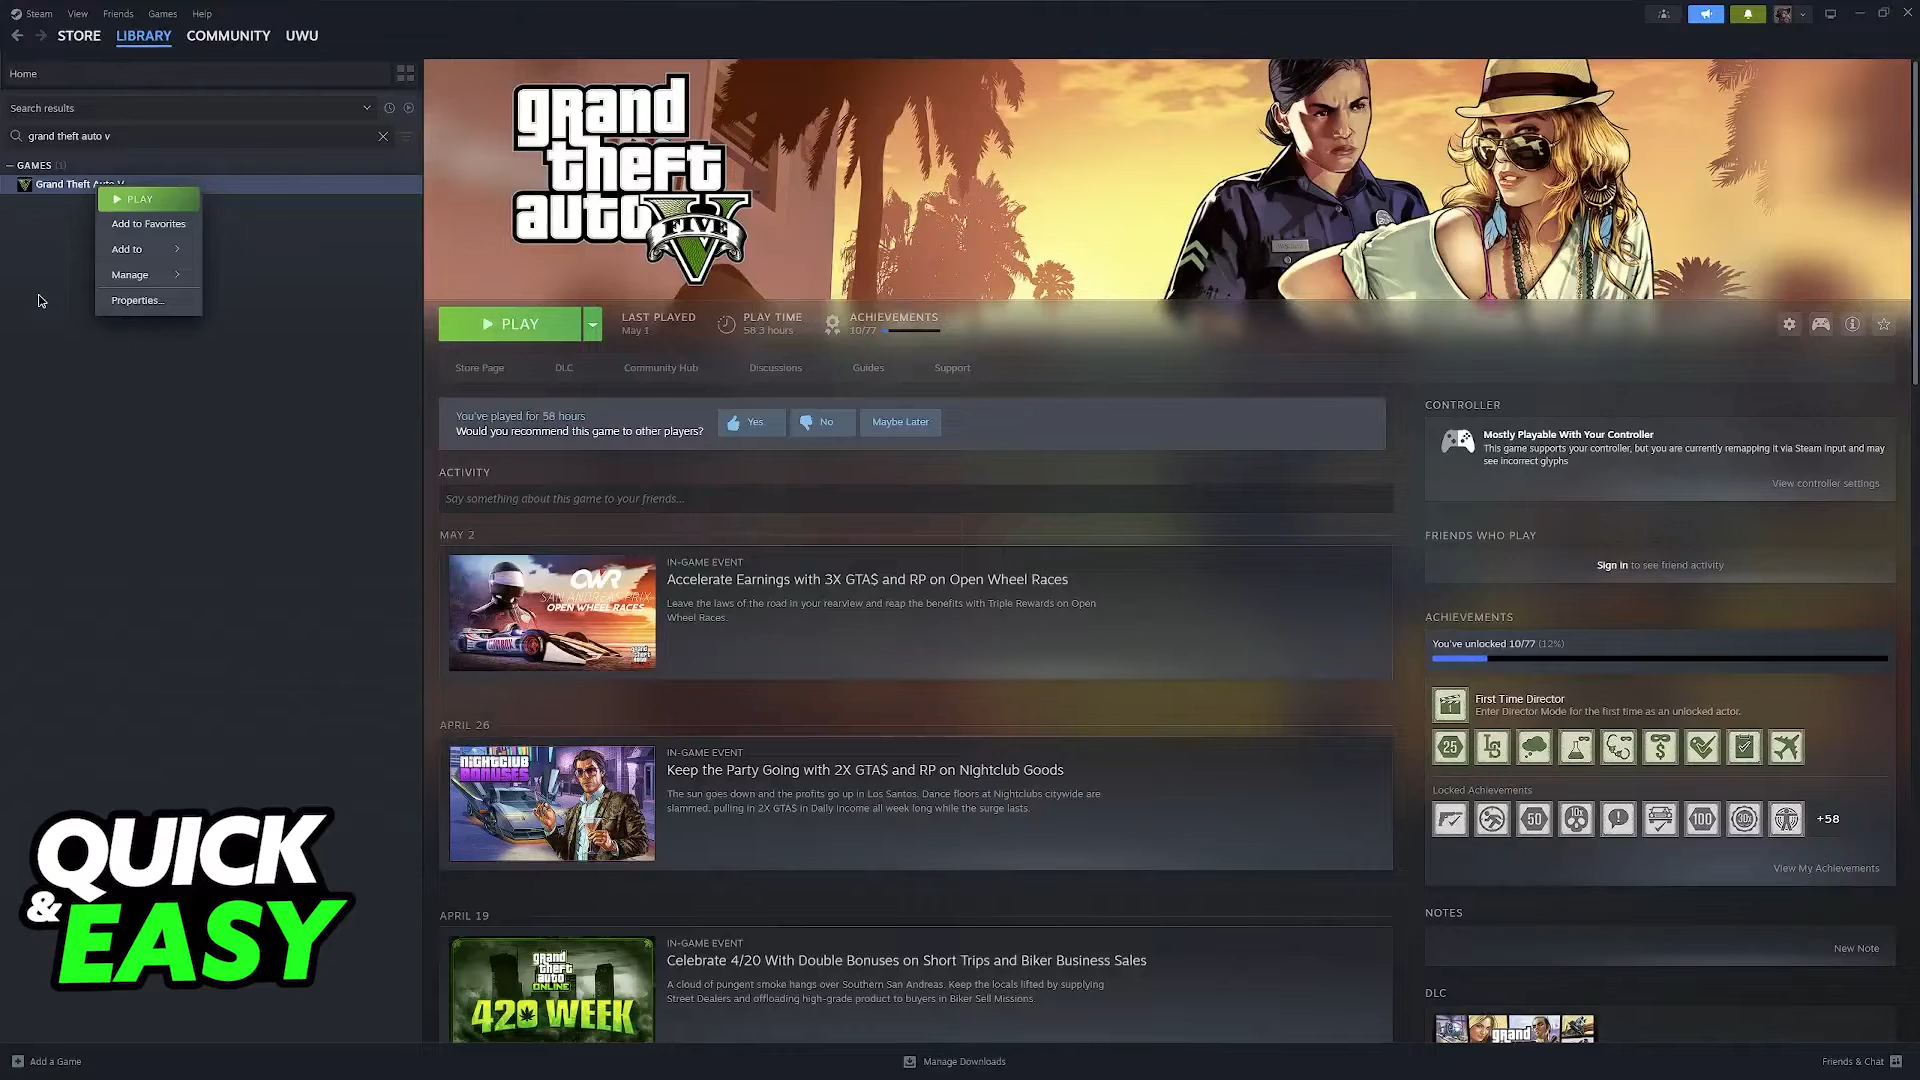 Steam View Friends Games Help
STORE LIBRARY COMMUNITY UWU
Home
Search results
grand theft auto v
GAMES (1)
Grand Theft Auto V
PLAY
Add to Favorites
Add to
Manage
Properties...
grand
theft
auto V
FIVE
PLAY
LAST PLAYED
May 1
PLAY TIME
58.3 hours
ACHIEVEMENTS
10/77
Store Page DLC Community Hub Discussions Guides Support
You've played for 58 hours
Would you recommend this game to other players?
Yes No Maybe Later
ACTIVITY
Say something about this game to your friends...
MAY 2
OWR
SAN ANDREAS PRIX
OPEN WHEEL RACES
IN-GAME EVENT
Accelerate Earnings with 3X GTA$ and RP on Open Wheel Races
Leave the laws of the road in your rearview and reap the benefits with Triple Rewards on Open
Wheel Races.
APRIL 26
NIGHTCLUB
BONUSES
IN-GAME EVENT
Keep the Party Going with 2X GTA$ and RP on Nightclub Goods
The sun goes down and the profits go up in Los Santos. Dance floors at Nightclubs citywide are
slammed, pulling in 2X GTA$ in Daily Income all week long while the surge lasts.
APRIL 19
grand
theft
auto
ONLINE
420 WEEK
IN-GAME EVENT
Celebrate 4/20 With Double Bonuses on Short Trips and Biker Business Sales
A cloud of pungent smoke hangs over Southern San Andreas. Keep the locals lifted by supplying
Street Dealers and offloading high-grade product to buyers in Biker Sell Missions.
CONTROLLER
Mostly Playable With Your Controller
This game supports your controller, but you are currently remapping it via Steam Input and may
see incorrect glyphs
View controller settings
FRIENDS WHO PLAY
Sign in to see friend activity
ACHIEVEMENTS
You've unlocked 10/77 (12%)
First Time Director
Enter Director Mode for the first time as an unlocked actor.
25 LS
Locked Achievements
50 10x 100 30x +58
View My Achievements
NOTES
New Note
DLC
grand
QUICK
& EASY
Add a Game
Manage Downloads
Friends & Chat